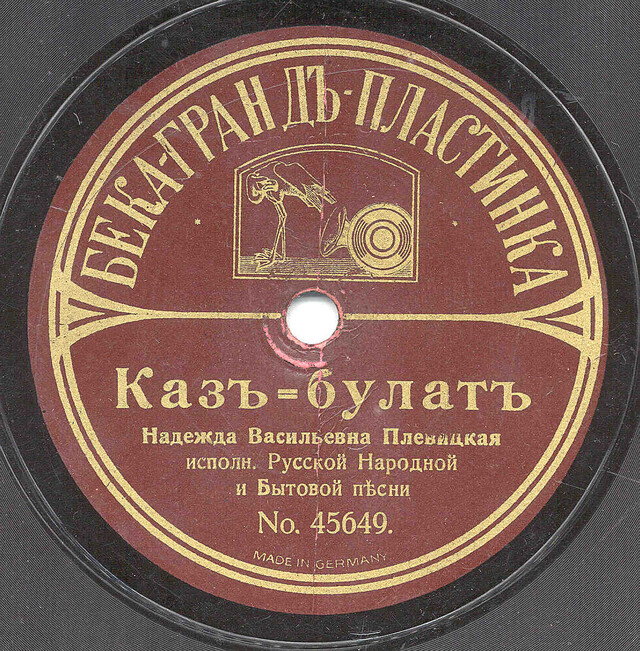 БЕКА-ГРАНДЪ-ПЛАСТИНКА
Казъ=булатъ
Надежда Васильевна Плевицкая
исполн. Русской Народной
и Бытовой пѣсни
No. 45649.
MADE IN GERMANY